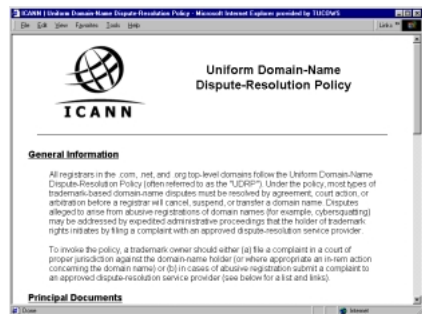 ICANN | Uniform Domain-Name Dispute-Resolution Policy - Microsoft Internet Explorer provided by TUCOWS
File Edit View Favorites Tools Help
Links
ICANN
Uniform Domain-Name
Dispute-Resolution Policy
General Information
All registrars in the .com, .net, and .org top-level domains follow the Uniform Domain-Name
Dispute-Resolution Policy (often referred to as the "UDRP"). Under the policy, most types of
trademark-based domain-name disputes must be resolved by agreement, court action, or
arbitration before a registrar will cancel, suspend, or transfer a domain name. Disputes
alleged to arise from abusive registrations of domain names (for example, cybersquatting)
may be addressed by expedited administrative proceedings that the holder of trademark
rights initiates by filing a complaint with an approved dispute-resolution service provider.
To invoke the policy, a trademark owner should either (a) file a complaint in a court of
proper jurisdiction against the domain-name holder (or where appropriate an in-rem action
concerning the domain name) or (b) in cases of abusive registration submit a complaint to
an approved dispute-resolution service provider (see below for a list and links).
Principal Documents
Done
Internet